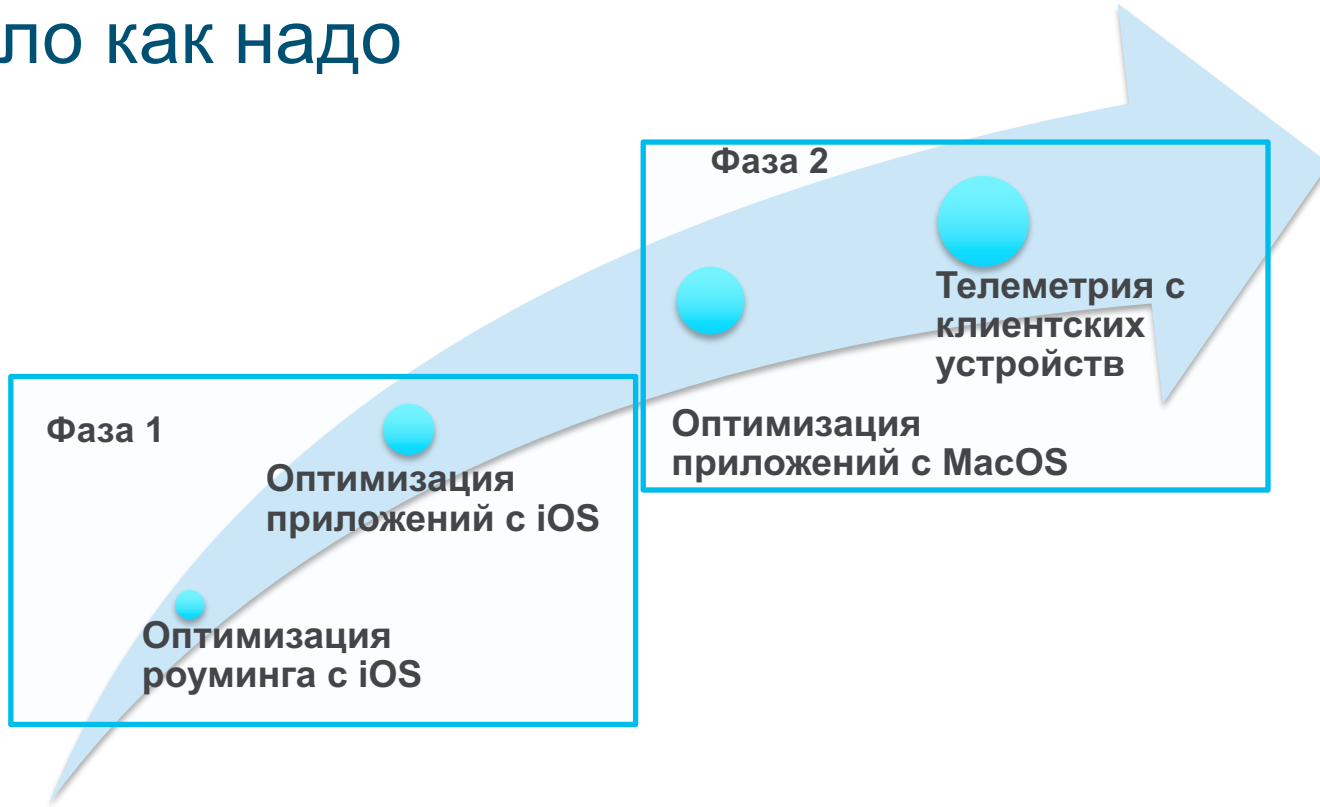 ло как надо
Фаза 2
Телеметрия с
клиентских
устройств
Оптимизация
приложений с MacOS
Фаза 1
Оптимизация
приложений с iOS
Оптимизация
роуминга с iOS